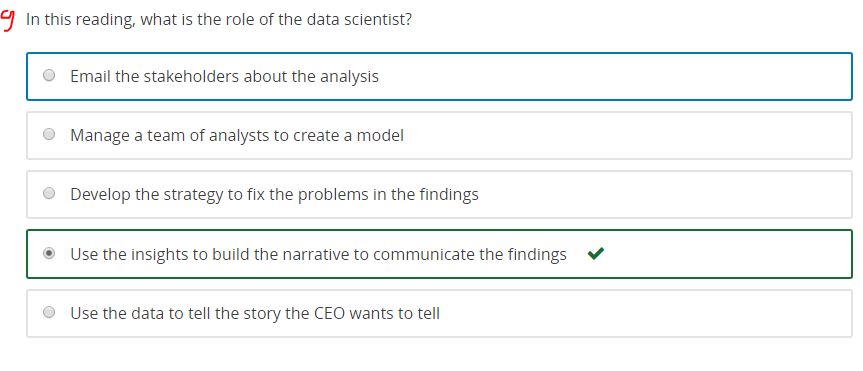 9 In this reading, what is the role of the data scientist?
Email the stakeholders about the analysis
Manage a team of analysts to create a model
Develop the strategy to fix the problems in the findings
Use the insights to build the narrative to communicate the findings
Use the data to tell the story the CEO wants to tell